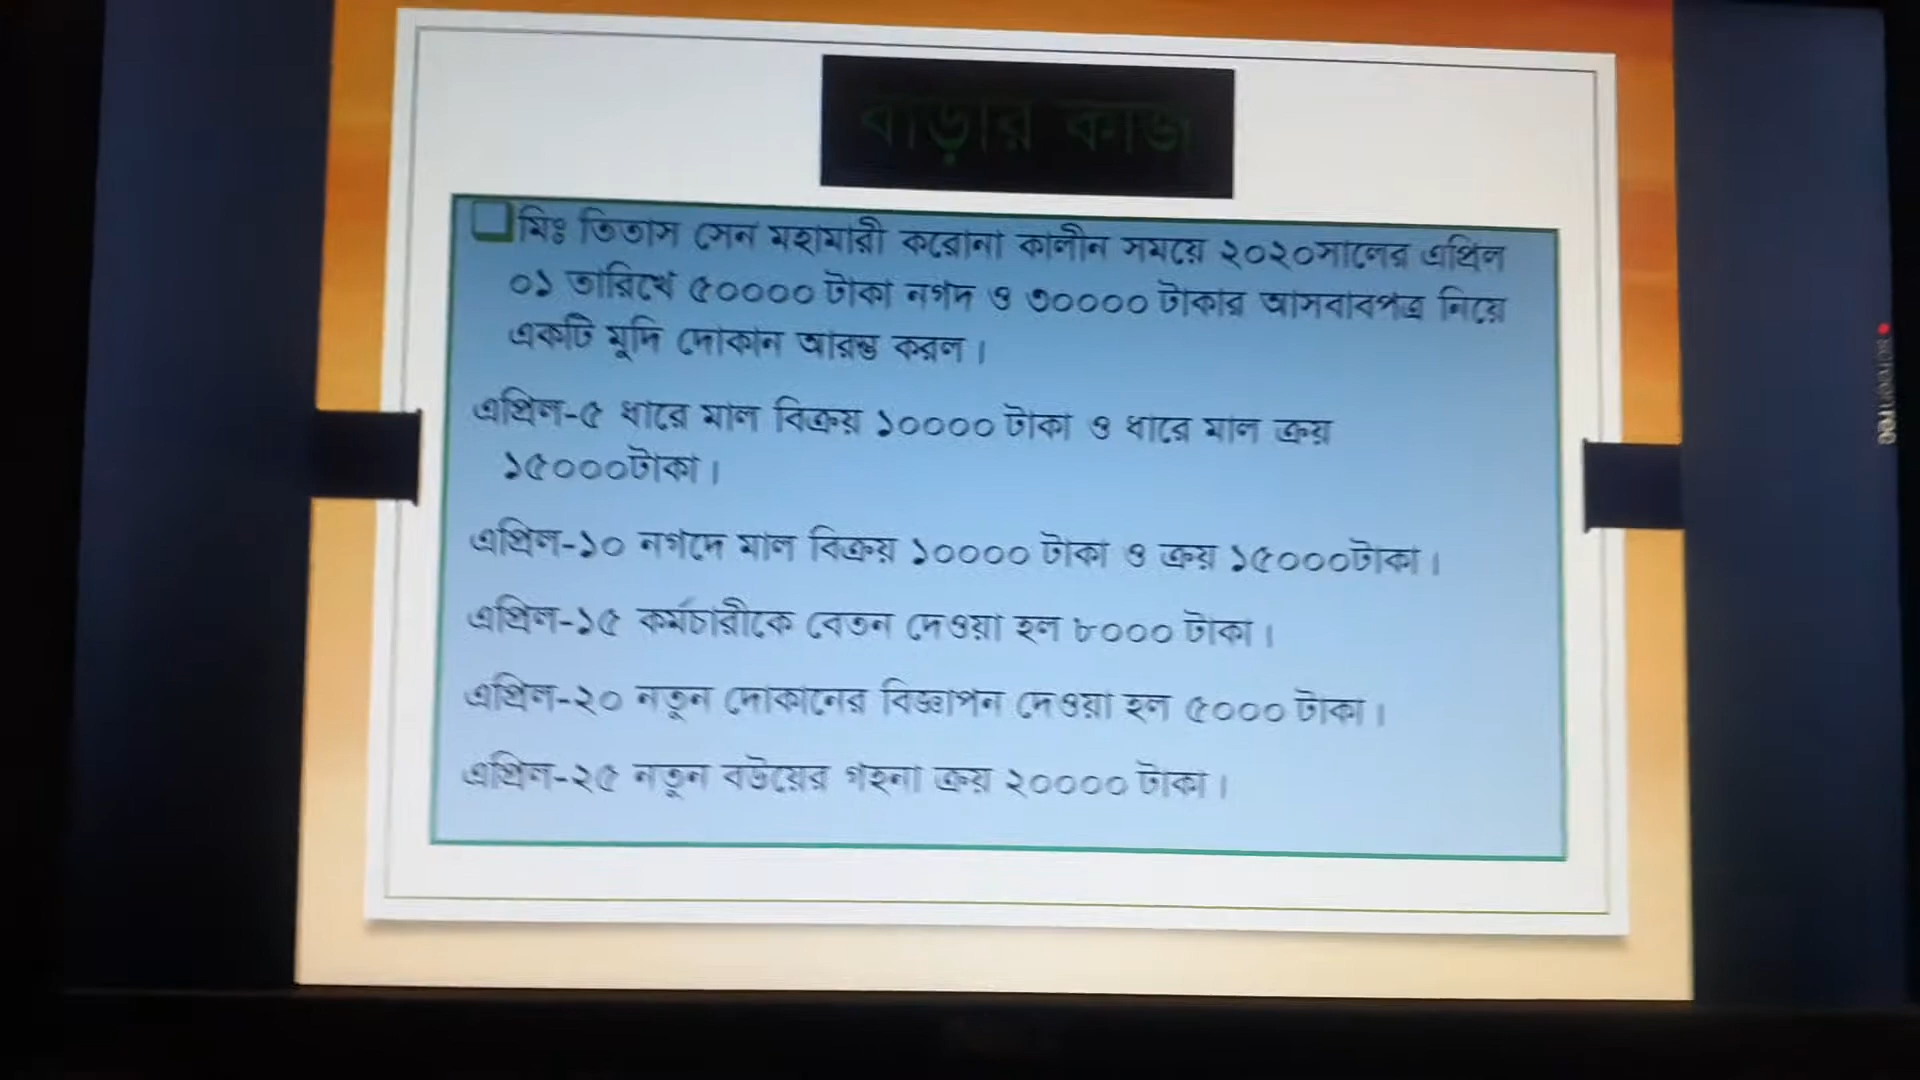 বাড়ার কাজ
মিঃ তিতাস সেন মহামারী করোনা কালীন সময়ে ২০২০সালের এপ্রিল
০১ তারিখে ৫০০০০ টাকা নগদ ও ৩০০০০ টাকার আসবাবপত্র নিয়ে
একটি মুদি দোকান আরম্ভ করল।
এপ্রিল-৫ ধারে মাল বিক্রয় ১০০০০ টাকা ও ধারে মাল ক্রয়
১৫০০০টাকা।
এপ্রিল-১০ নগদে মাল বিক্রয় ১০০০০ টাকা ও ক্রয় ১৫০০০টাকা।
এপ্রিল-১৫ কর্মচারীকে বেতন দেওয়া হল ৮০০০ টাকা।
এপ্রিল-২০ নতুন দোকানের বিজ্ঞাপন দেওয়া হল ৫০০০ টাকা।
এপ্রিল-২৫ নতুন বউয়ের গহনা ক্রয় ২০০০০ টাকা।